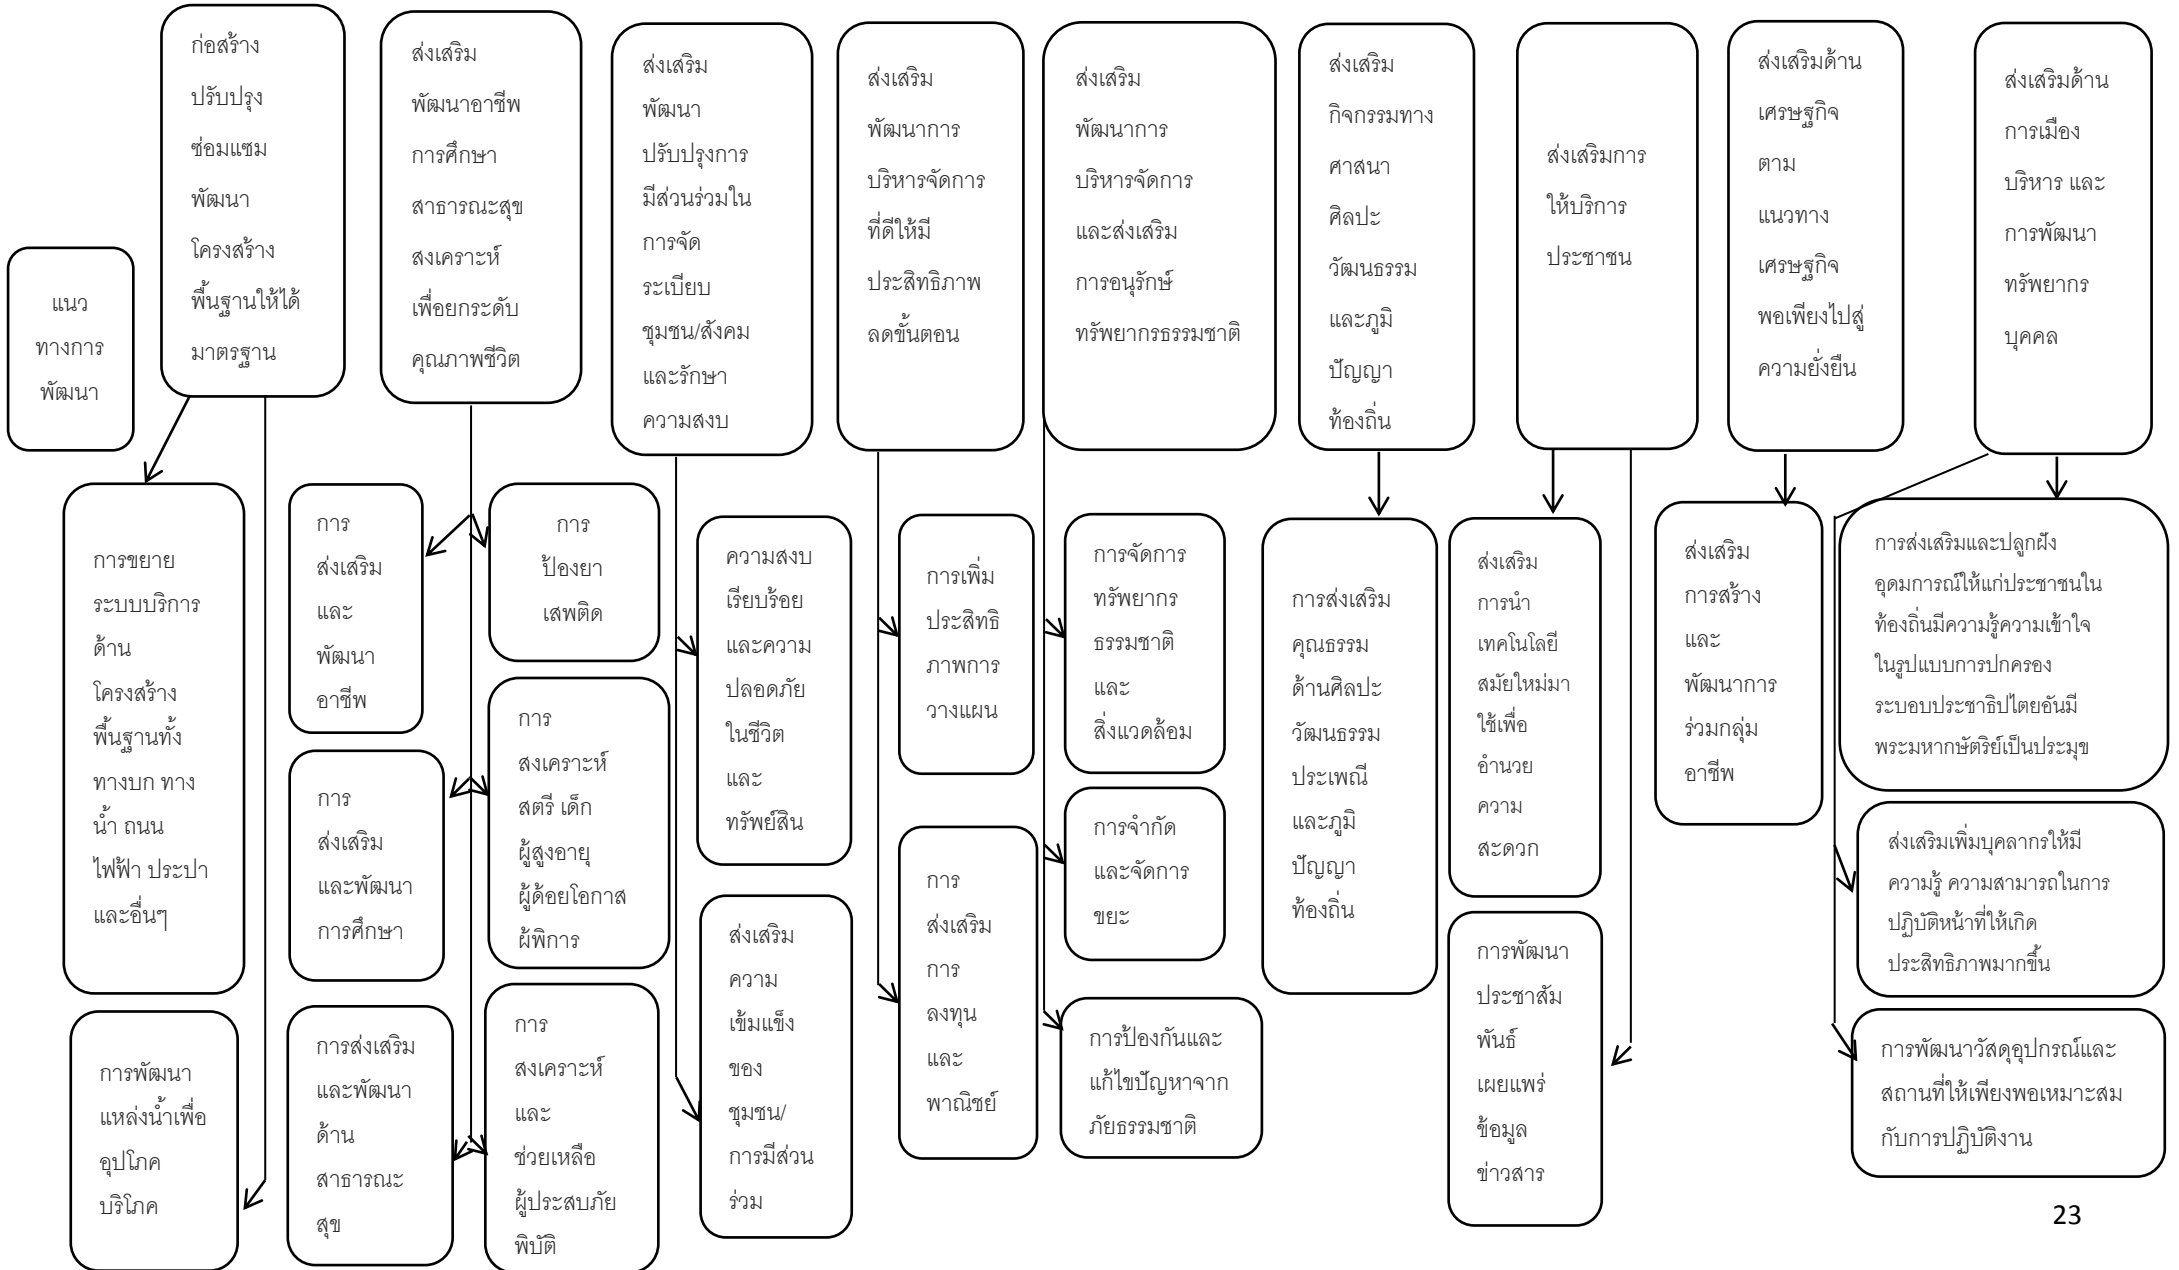 แนว
ทางการ
พัฒนา
ก่อสร้าง
ปรับปรุง
ซ่อมแซม
พัฒนา
โครงสร้าง
พื้นฐานให้ได้
มาตรฐาน
ส่งเสริม
พัฒนาอาชีพ
การศึกษา
สาธารณะสุข
สงเคราะห์
เพื่อยกระดับ
คุณภาพชีวิต
ส่งเสริม
พัฒนา
ปรับปรุงการ
มีส่วนร่วมใน
การจัด
ระเบียบ
ชุมชน/สังคม
และรักษา
ความสงบ
ส่งเสริม
พัฒนาการ
บริหารจัดการ
ที่ดีให้มี
ประสิทธิภาพ
ลดขั้นตอน
ส่งเสริม
พัฒนาการ
บริหารจัดการ
และส่งเสริม
การอนุรักษ์
ทรัพยากรธรรมชาติ
ส่งเสริม
กิจกรรมทาง
ศาสนา
ศิลปะ
วัฒนธรรม
และภูมิ
ปัญญา
ท้องถิ่น
ส่งเสริมการ
ให้บริการ
ประชาชน
ส่งเสริมด้าน
เศรษฐกิจ
ตาม
แนวทาง
เศรษฐกิจ
พอเพียงไปสู่
ความยั่งยืน
ส่งเสริมด้าน
การเมือง
บริหาร และ
การพัฒนา
ทรัพยากร
บุคคล
การขยาย
ระบบบริการ
ด้าน
โครงสร้าง
พื้นฐานทั้ง
ทางบก ทาง
น้ำ ถนน
ไฟฟ้า ประปา
และอื่นๆ
การพัฒนา
แหล่งน้ำเพื่อ
อุปโภค
บริโภค
การ
ส่งเสริม
และ
พัฒนา
อาชีพ
การ
ส่งเสริม
และพัฒนา
การศึกษา
การส่งเสริม
และพัฒนา
ด้าน
สาธารณะ
สุข
การ
ป้องยา
เสพติด
การ
สงเคราะห์
สตรี เด็ก
ผู้สูงอายุ
ผู้ด้อยโอกาส
ผู้พิการ
การ
สงเคราะห์
และ
ช่วยเหลือ
ผู้ประสบภัย
พิบัติ
ความสงบ
เรียบร้อย
และความ
ปลอดภัย
ในชีวิต
และ
ทรัพย์สิน
ส่งเสริม
ความ
เข้มแข็ง
ของ
ชุมชน/
การมีส่วน
ร่วม
การเพิ่ม
ประสิทธิ
ภาพการ
วางแผน
การ
ส่งเสริม
การ
ลงทุน
และ
พาณิชย์
การจัดการ
ทรัพยากร
ธรรมชาติ
และ
สิ่งแวดล้อม
การจำกัด
และจัดการ
ขยะ
การป้องกันและ
แก้ไขปัญหาจาก
ภัยธรรมชาติ
การส่งเสริม
คุณธรรม
ด้านศิลปะ
วัฒนธรรม
ประเพณี
และภูมิ
ปัญญา
ท้องถิ่น
ส่งเสริม
การนำ
เทคโนโลยี
สมัยใหม่มา
ใช้เพื่อ
อำนวย
ความ
สะดวก
การพัฒนา
ประชาสัม
พันธ์
เผยแพร่
ข้อมูล
ข่าวสาร
ส่งเสริม
การสร้าง
และ
พัฒนาการ
ร่วมกลุ่ม
อาชีพ
การส่งเสริมและปลูกฝัง
อุดมการณ์ให้แก่ประชาชนใน
ท้องถิ่นมีความรู้ความเข้าใจ
ในรูปแบบการปกครอง
ระบอบประชาธิปไตยอันมี
พระมหากษัตริย์เป็นประมุข
ส่งเสริมเพิ่มบุคลากรให้มี
ความรู้ ความสามารถในการ
ปฏิบัติหน้าที่ให้เกิด
ประสิทธิภาพมากขึ้น
การพัฒนาวัสดุอุปกรณ์และ
สถานที่ให้เพียงพอเหมาะสม
กับการปฏิบัติงาน
23